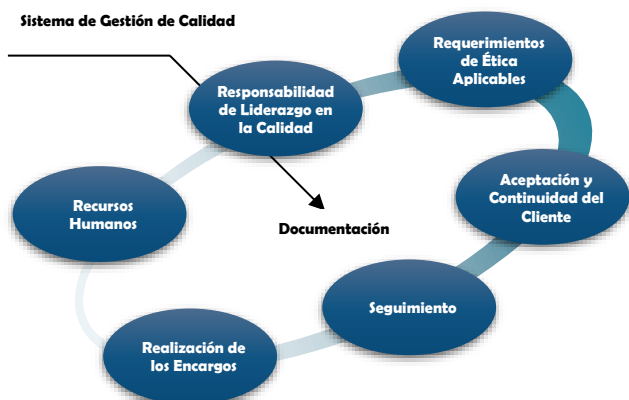 Sistema de Gestión de Calidad
Requerimientos
de Ética
Aplicables
Responsabilidad
de Liderazgo en
la Calidad
Aceptación y
Continuidad del
Cliente
Recursos
Humanos
Documentación
Seguimiento
Realización de
los Encargos